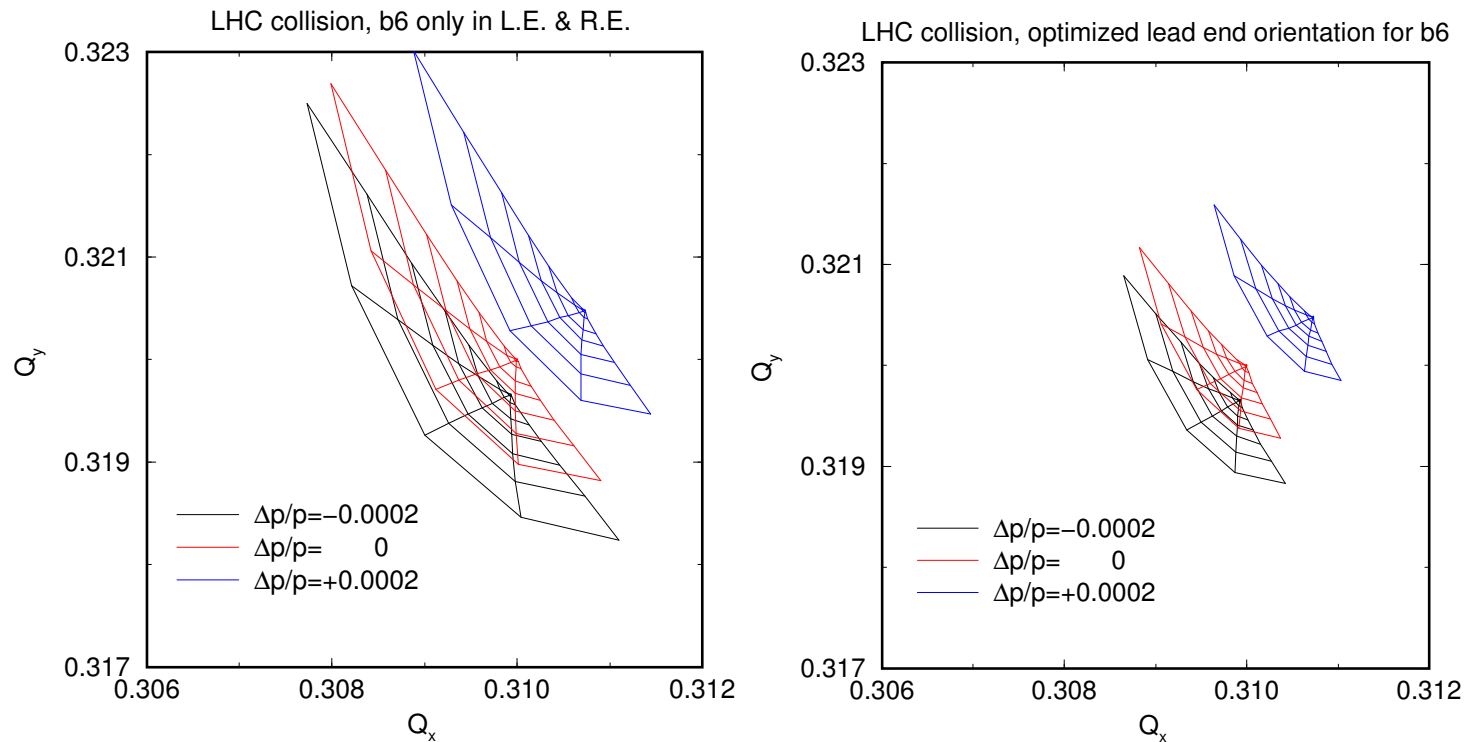 LHC collision, b6 only in L.E. & R.E.
0.323
0.321
0.319
0.317
Qy
0.306
0.308
0.310
0.312
Qx
Δp/p=−0.0002
Δp/p= 0
Δp/p=+0.0002
LHC collision, optimized lead end orientation for b6
0.323
0.321
0.319
0.317
Qy
0.306
0.308
0.310
0.312
Qx
Δp/p=−0.0002
Δp/p= 0
Δp/p=+0.0002